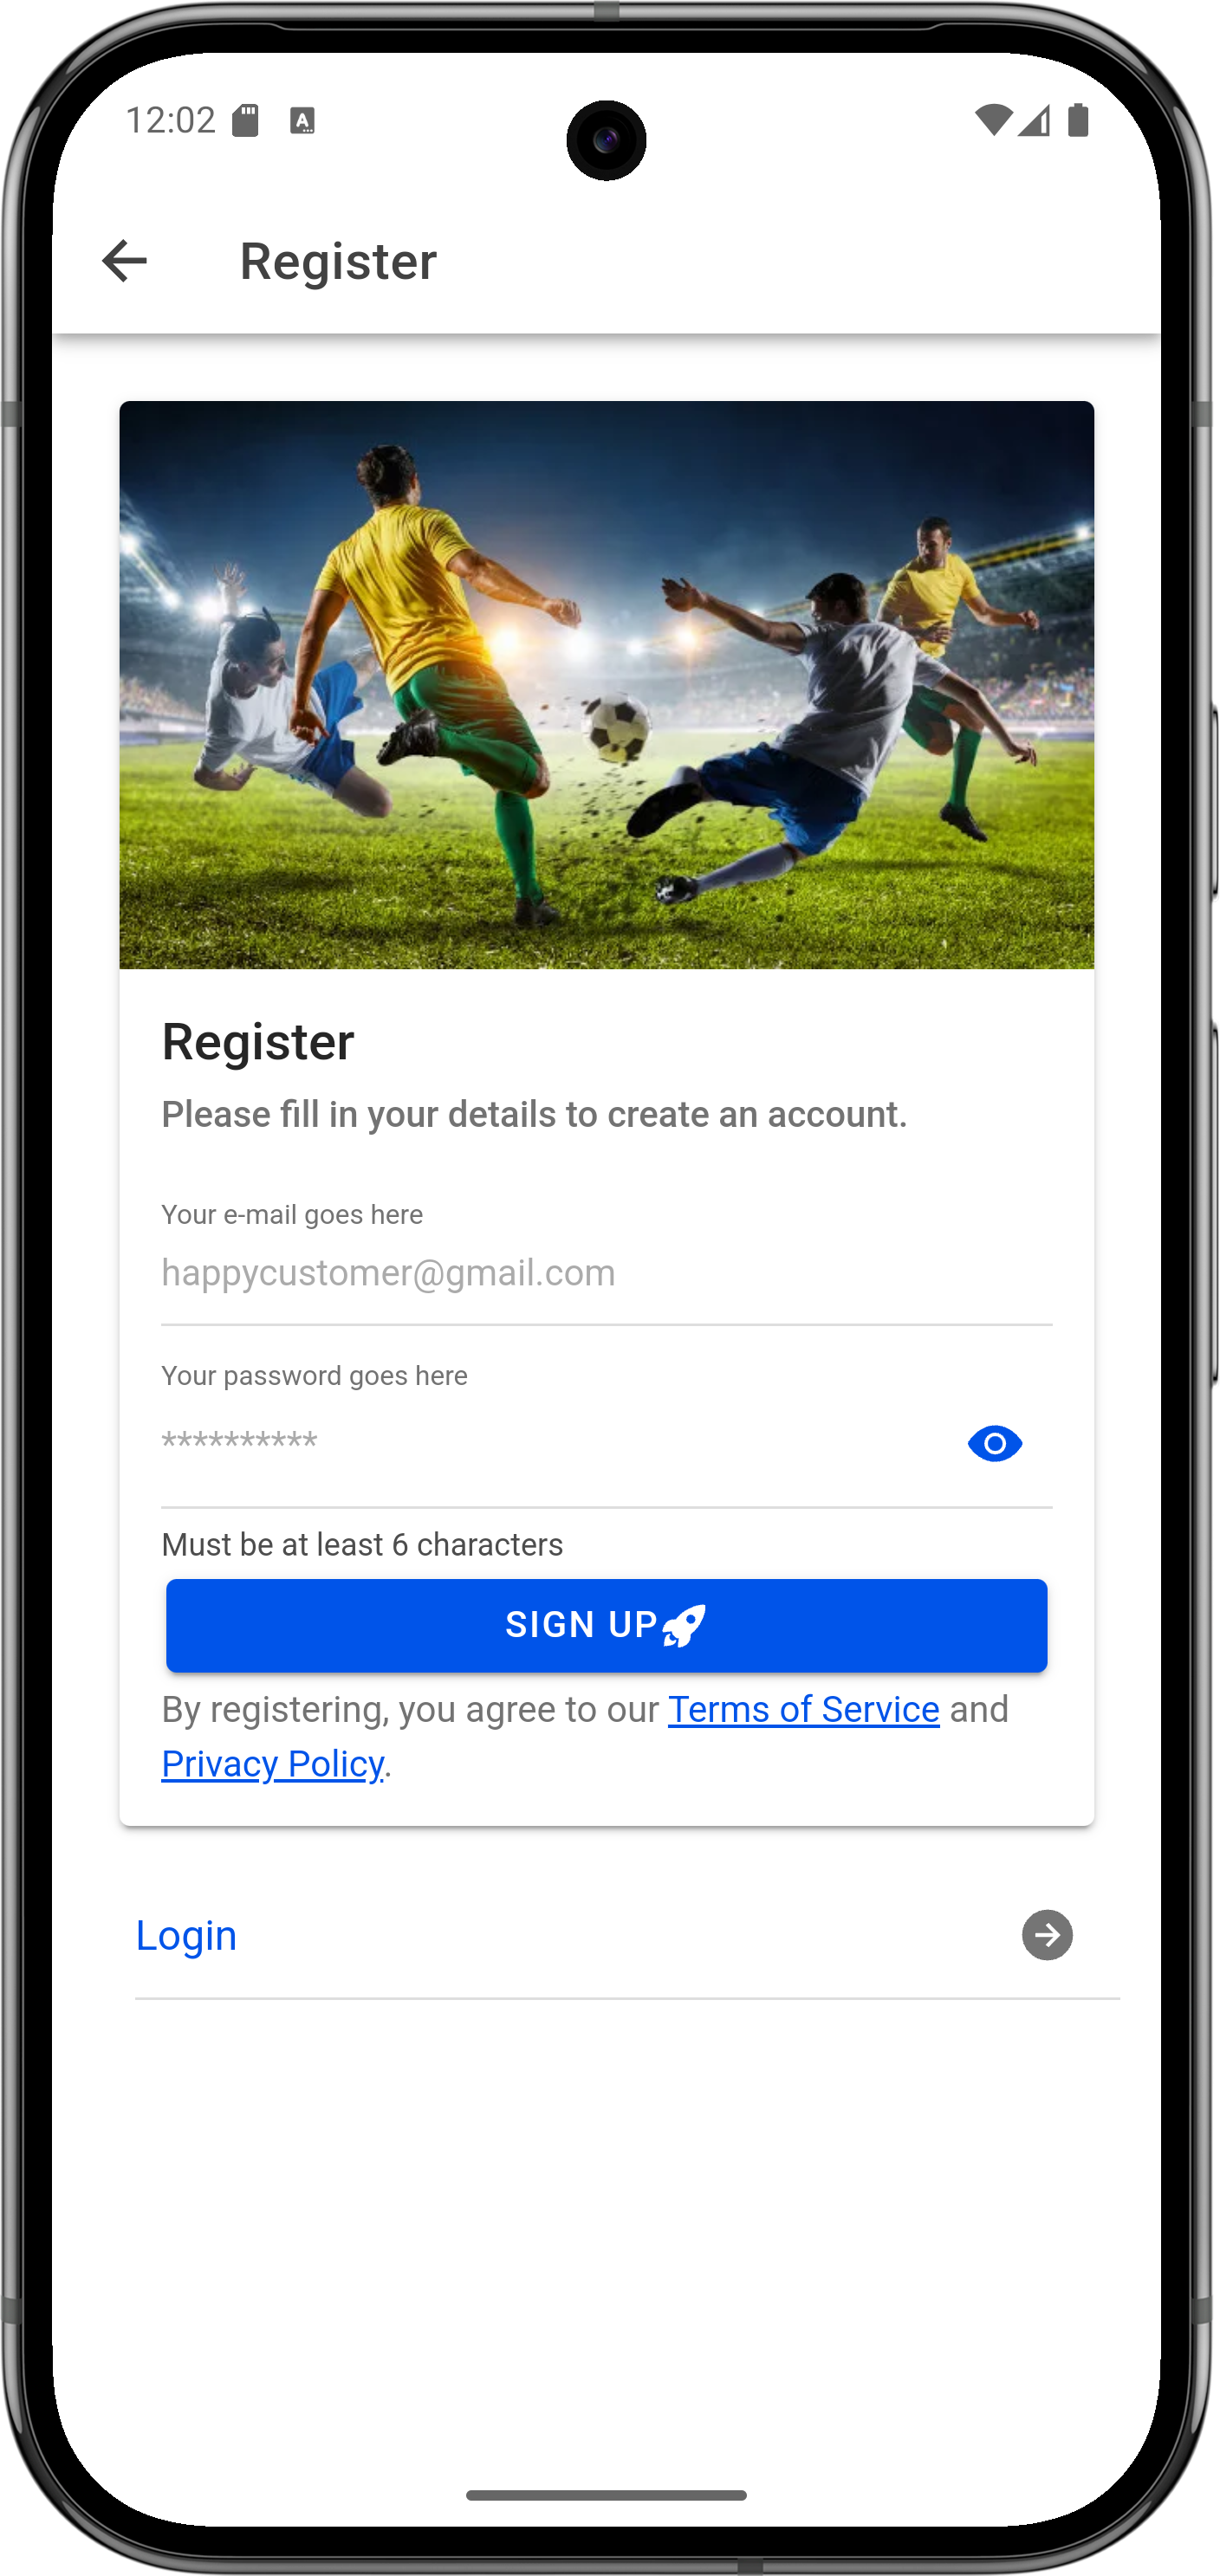 12:02
Register
Register
Please fill in your details to create an account.
Your e-mail goes here
happycustomer@gmail.com
Your password goes here
**********
Must be at least 6 characters
SIGN UP
By registering, you agree to our Terms of Service and
Privacy Policy.
Login